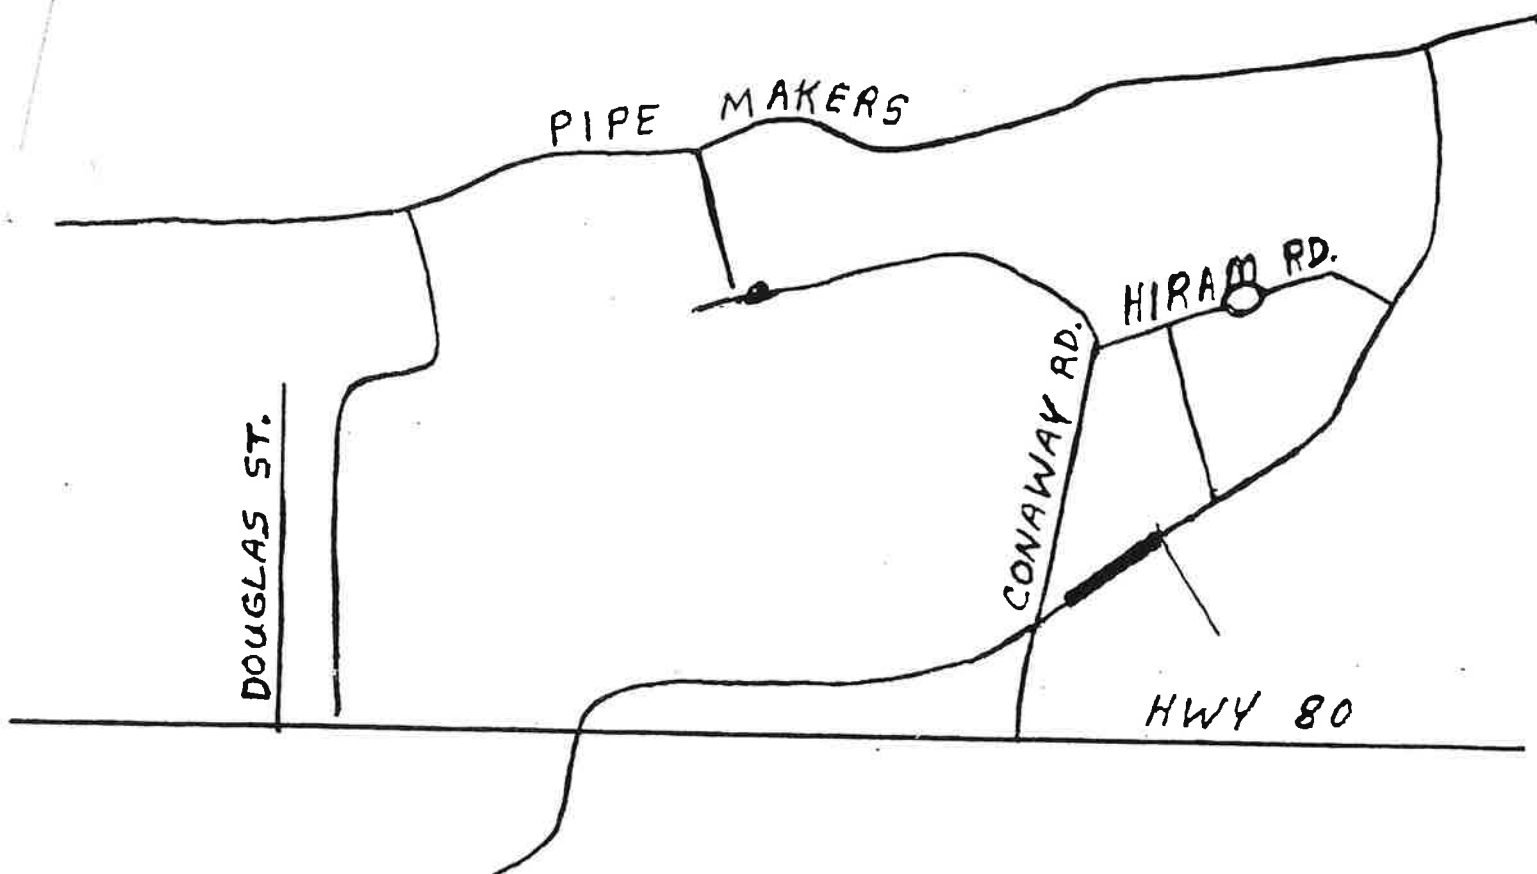 PIPE MAKERS
HIRAM RD.
CONAWAY RD.
DOUGLAS ST.
HWY 80